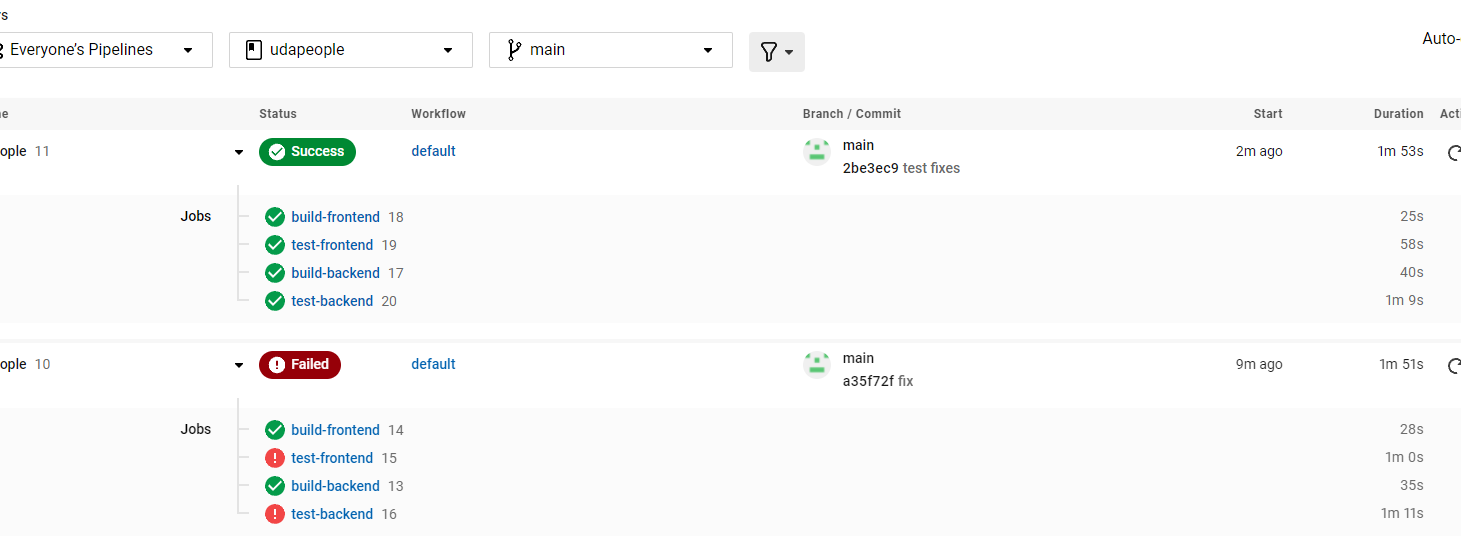 rs
Everyone's Pipelines udapeople main Auto-
ne Status Workflow Branch / Commit Start Duration Acti
ople 11 Success default main 2m ago 1m 53s
2be3ec9 test fixes
Jobs build-frontend 18 25s
test-frontend 19 58s
build-backend 17 40s
test-backend 20 1m 9s
ople 10 Failed default main 9m ago 1m 51s
a35f72f fix
Jobs build-frontend 14 28s
test-frontend 15 1m 0s
build-backend 13 35s
test-backend 16 1m 11s